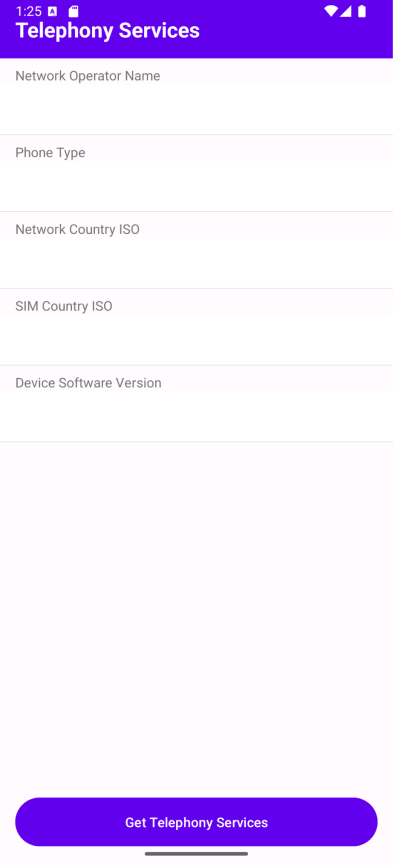 1:25
Telephony Services
Network Operator Name
Phone Type
Network Country ISO
SIM Country ISO
Device Software Version
Get Telephony Services